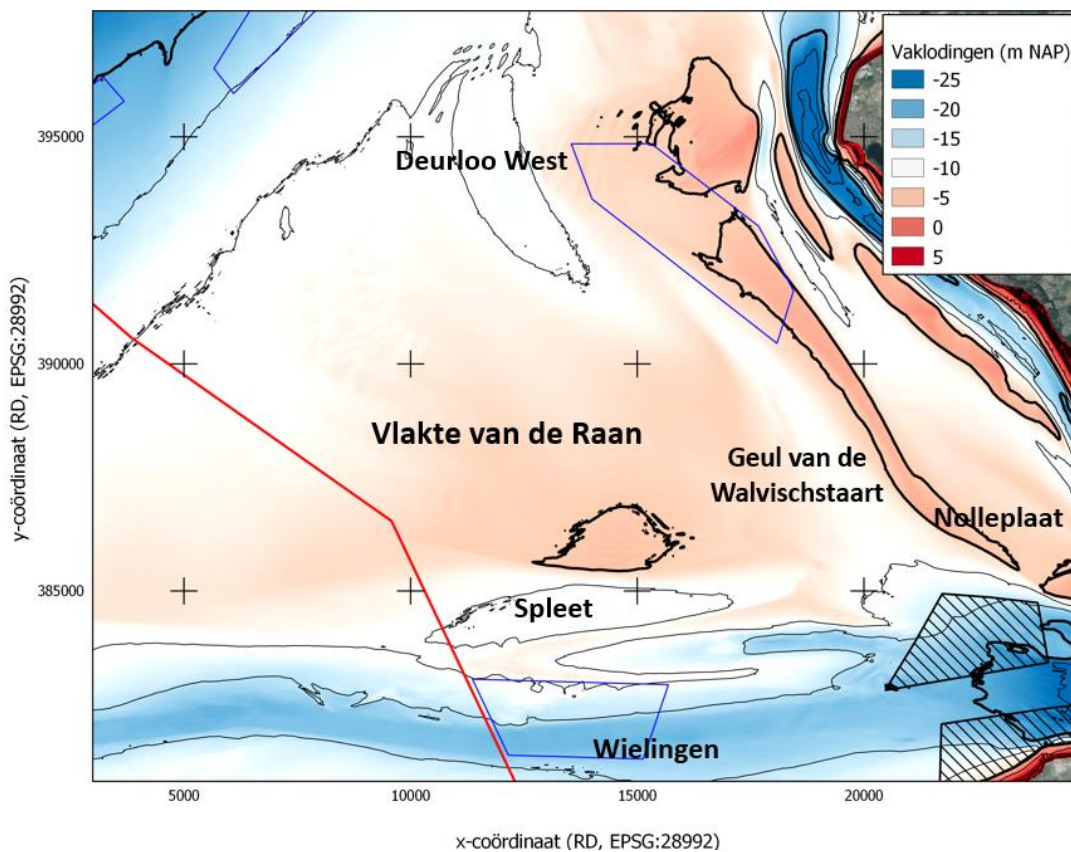 Vaklodingen (m NAP)
-25
-20
-15
-10
-5
0
5
395000
390000
385000
y-coördinaat (RD, EPSG:28992)
Deurloo West
Vlakte van de Raan
Geul van de
Walvischstaart
Nolleplaat
Spleet
Wielingen
5000
10000
15000
20000
x-coördinaat (RD, EPSG:28992)